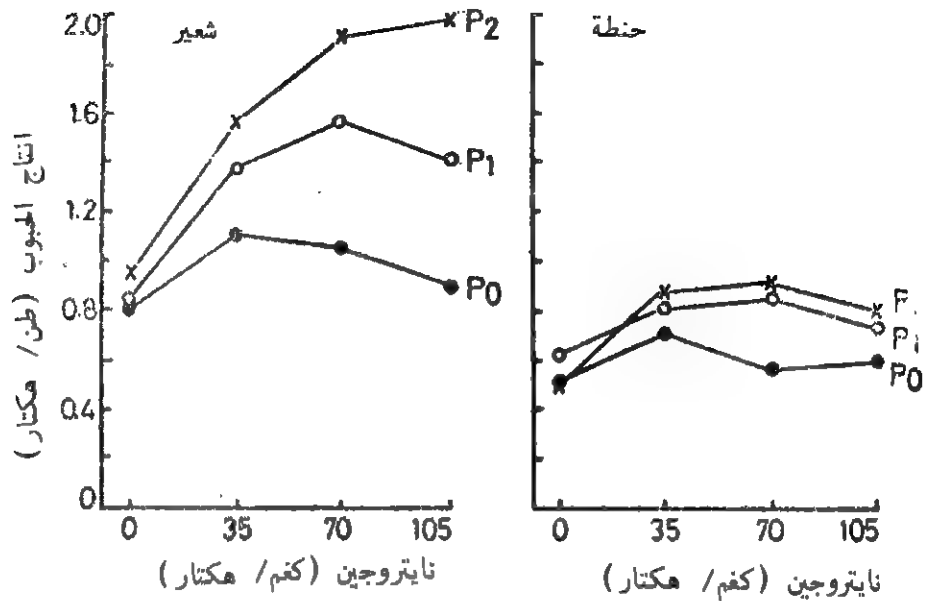 انتاج الحبوب (طن/ هكتار)
شعير
2.0
1.6
1.2
0.8
0.4
0
P2
P1
P0
0 35 70 105
نايتروجين (كغم/ هكتار)
حنطة
P1
P0
0 35 70 105
نايتروجين (كغم/ هكتار)